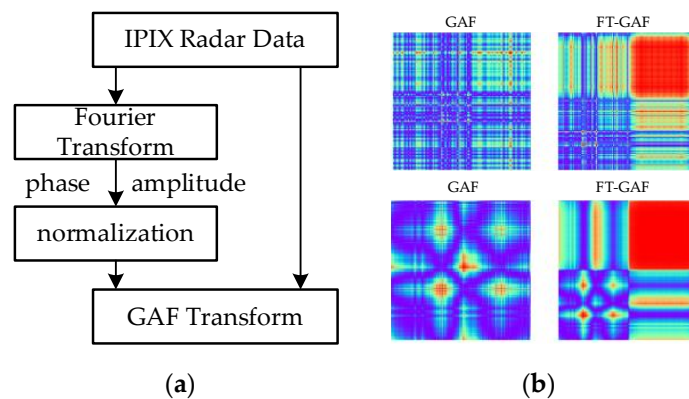 IPIX Radar Data
Fourier
Transform
phase amplitude
normalization
GAF Transform
(a)
GAF FT-GAF
GAF FT-GAF
(b)